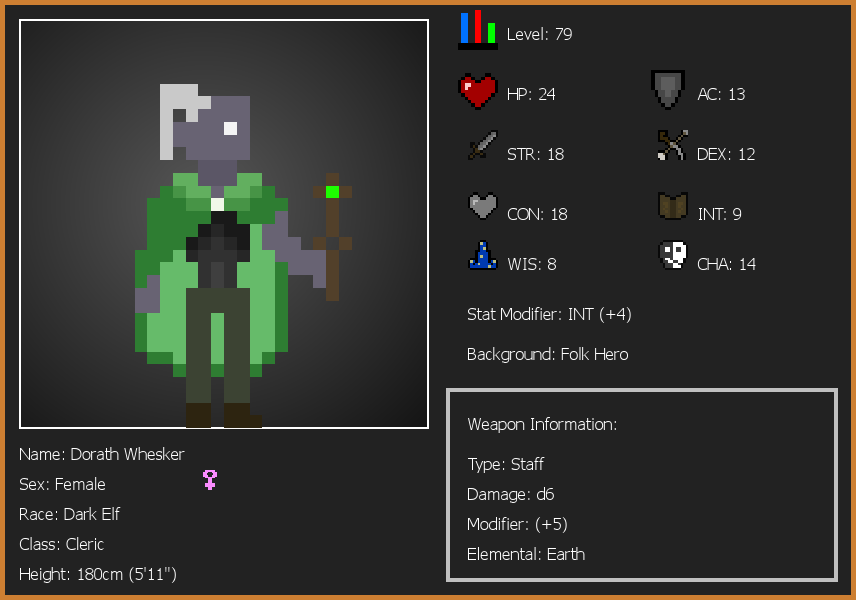 Level: 79
HP: 24
AC: 13
STR: 18
DEX: 12
CON: 18
INT: 9
WIS: 8
CHA: 14
Stat Modifier: INT (+4)
Background: Folk Hero
Weapon Information:
Type: Staff
Damage: d6
Modifier: (+5)
Elemental: Earth
Name: Dorath Whesker
Sex: Female
Race: Dark Elf
Class: Cleric
Height: 180cm (5'11")